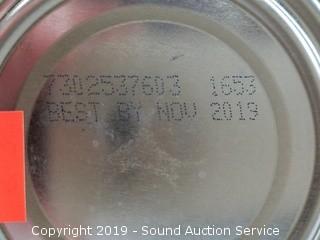 7302537603 1653
BEST BY NOV 2019
Copyright 2019 - Sound Auction Service